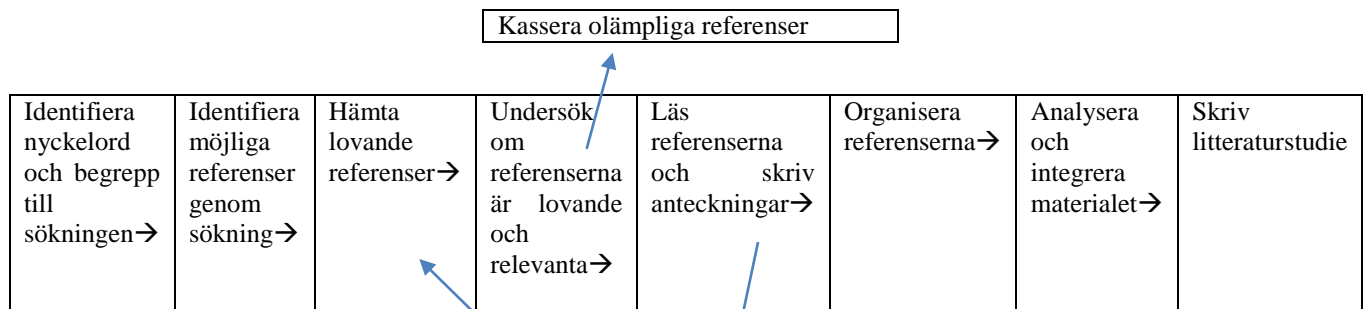 Kassera olämpliga referenser
Identifiera
nyckelord
och begrepp
till
sökningen→
Identifiera
möjliga
referenser
genom
sökning→
Hämta
lovande
referenser→
Undersök
om
referenserna
är lovande
och
relevanta→
Läs
referenserna
och skriv
anteckningar→
Organisera
referenserna→
Analysera
och
integrera
materialet→
Skriv
litteraturstudie